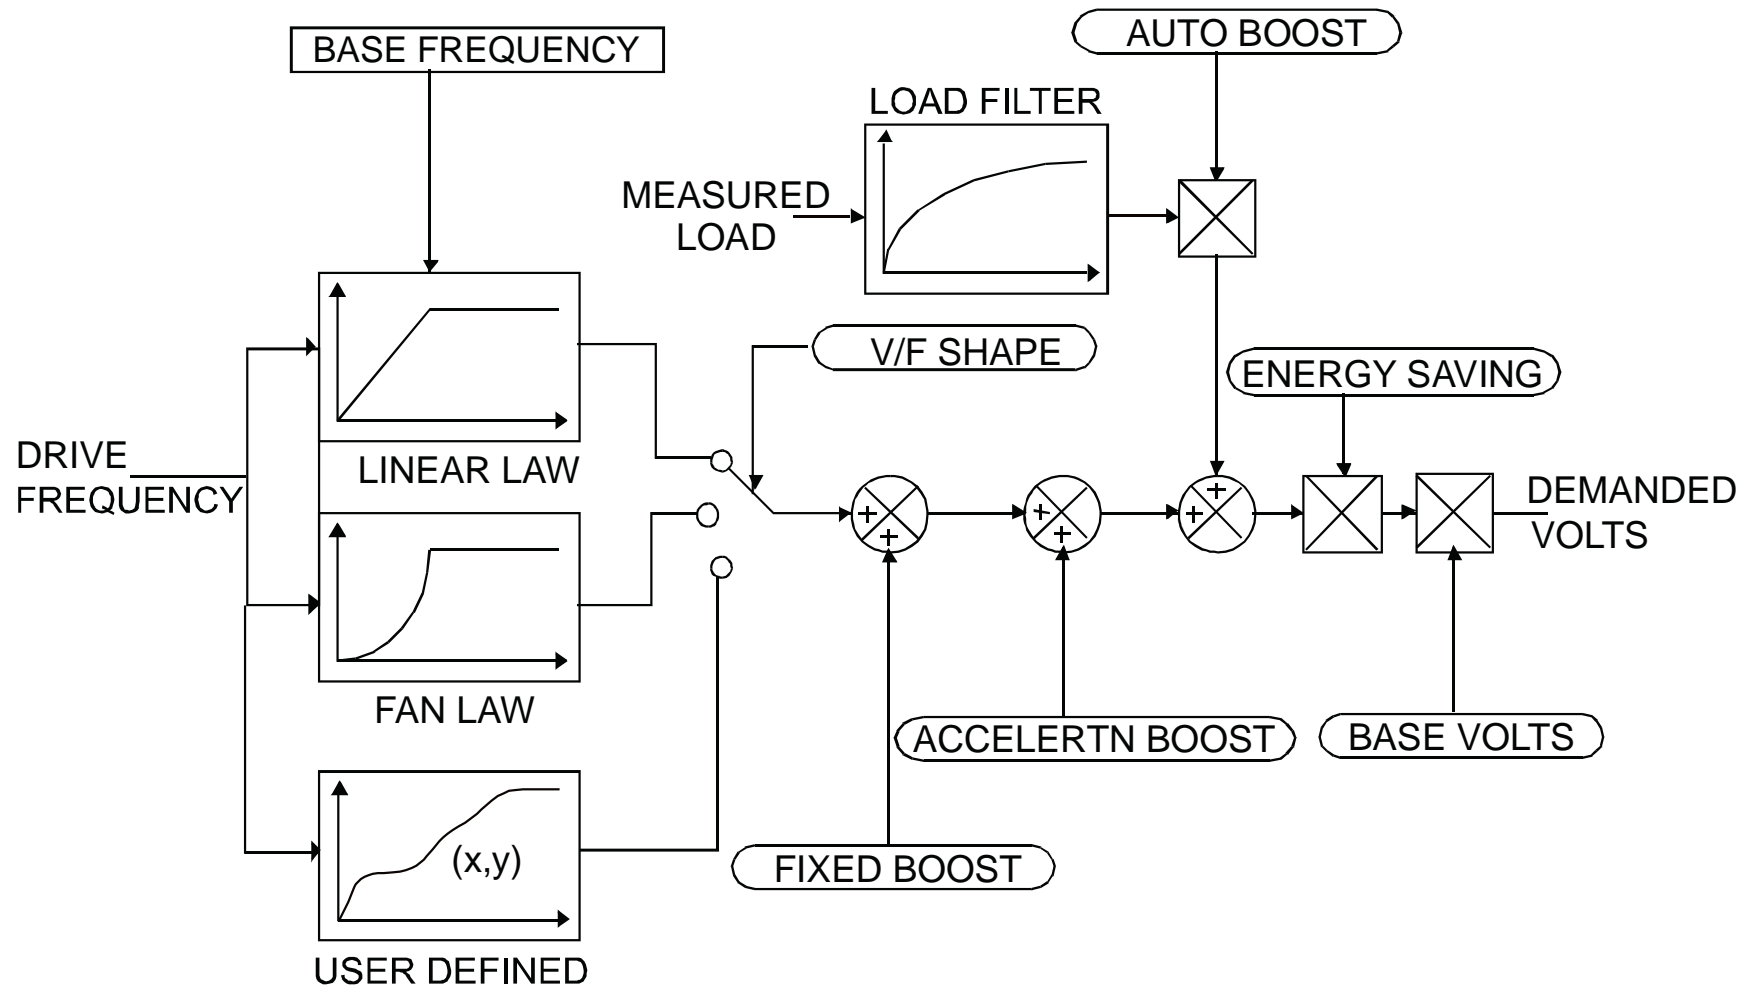 BASE FREQUENCY
AUTO BOOST
LOAD FILTER
MEASURED
LOAD
V/F SHAPE
ENERGY SAVING
DRIVE
FREQUENCY
LINEAR LAW
+
+
+
+
+
+
DEMANDED
VOLTS
FAN LAW
ACCELERTN BOOST
BASE VOLTS
(x,y)
FIXED BOOST
USER DEFINED